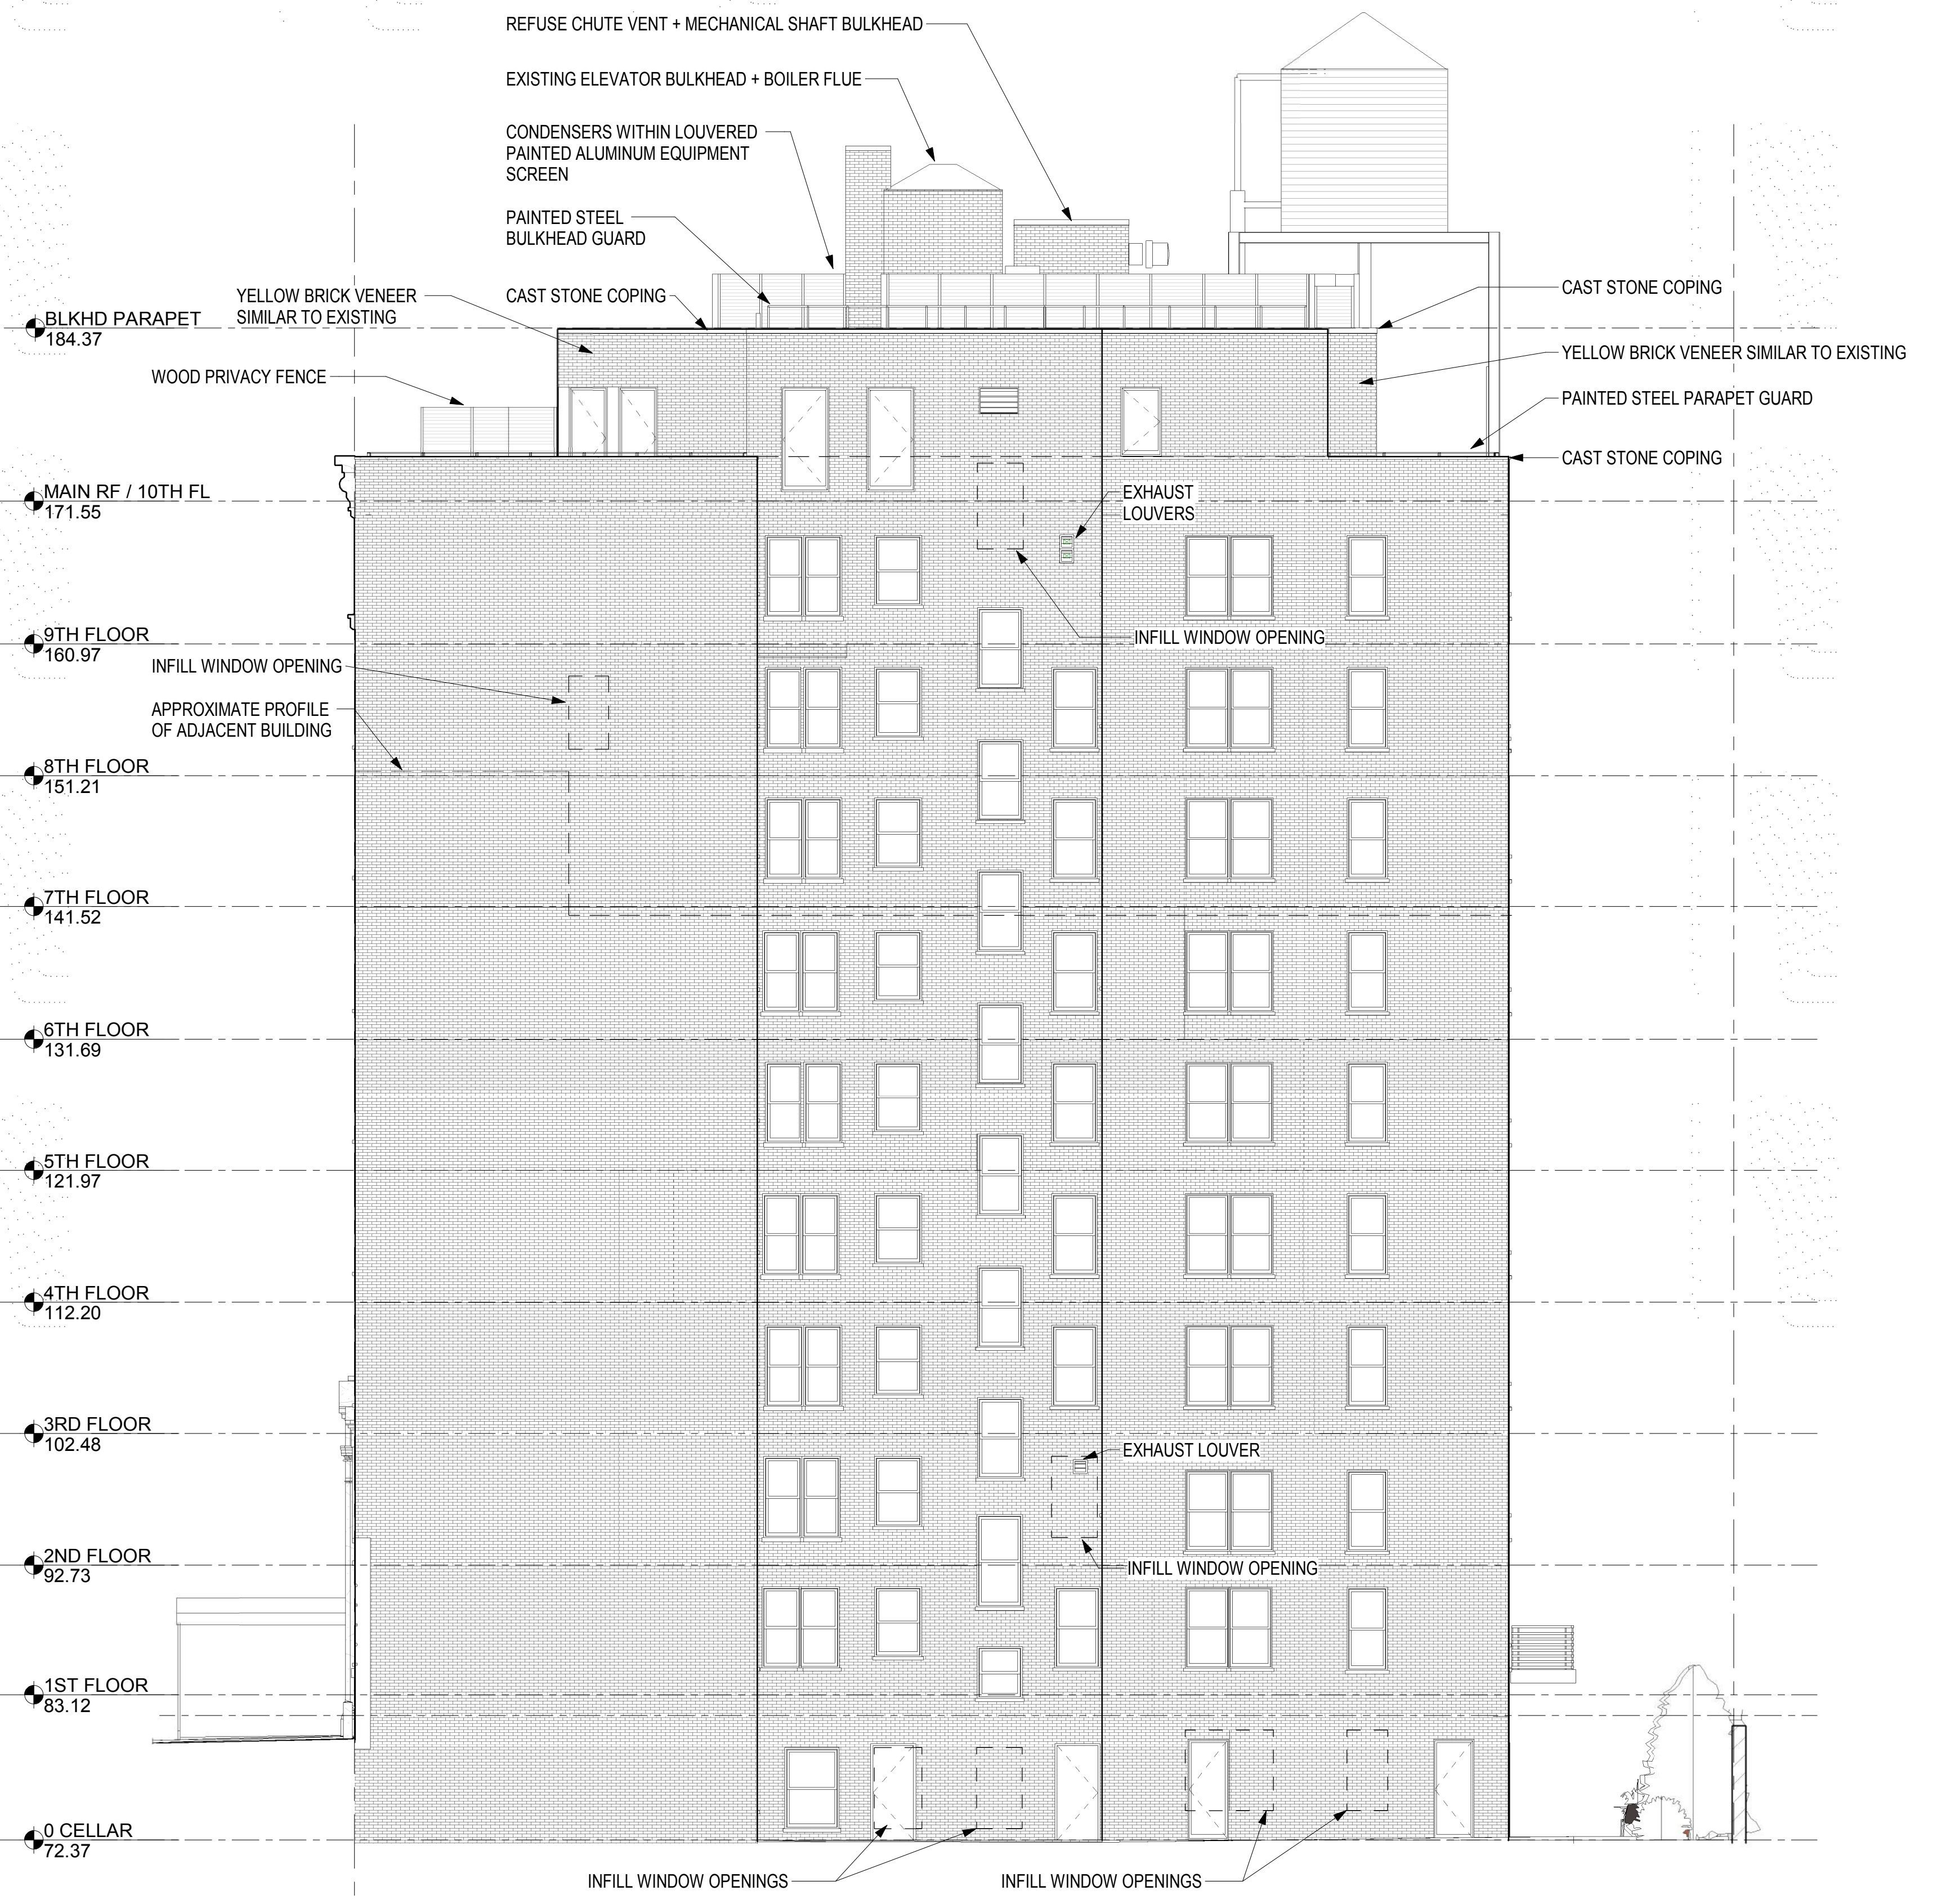 REFUSE CHUTE VENT + MECHANICAL SHAFT BULKHEAD
EXISTING ELEVATOR BULKHEAD + BOILER FLUE
CONDENSERS WITHIN LOUVERED
PAINTED ALUMINUM EQUIPMENT
SCREEN
PAINTED STEEL
BULKHEAD GUARD
YELLOW BRICK VENEER
SIMILAR TO EXISTING
CAST STONE COPING
CAST STONE COPING
BLKHD PARAPET
184.37
YELLOW BRICK VENEER SIMILAR TO EXISTING
WOOD PRIVACY FENCE
PAINTED STEEL PARAPET GUARD
CAST STONE COPING
MAIN RF / 10TH FL
171.55
EXHAUST
LOUVERS
9TH FLOOR
160.97
INFILL WINDOW OPENING
INFILL WINDOW OPENING
APPROXIMATE PROFILE
OF ADJACENT BUILDING
8TH FLOOR
151.21
7TH FLOOR
141.52
6TH FLOOR
131.69
5TH FLOOR
121.97
4TH FLOOR
112.20
3RD FLOOR
102.48
EXHAUST LOUVER
2ND FLOOR
92.73
INFILL WINDOW OPENING
1ST FLOOR
83.12
0 CELLAR
72.37
INFILL WINDOW OPENINGS
INFILL WINDOW OPENINGS